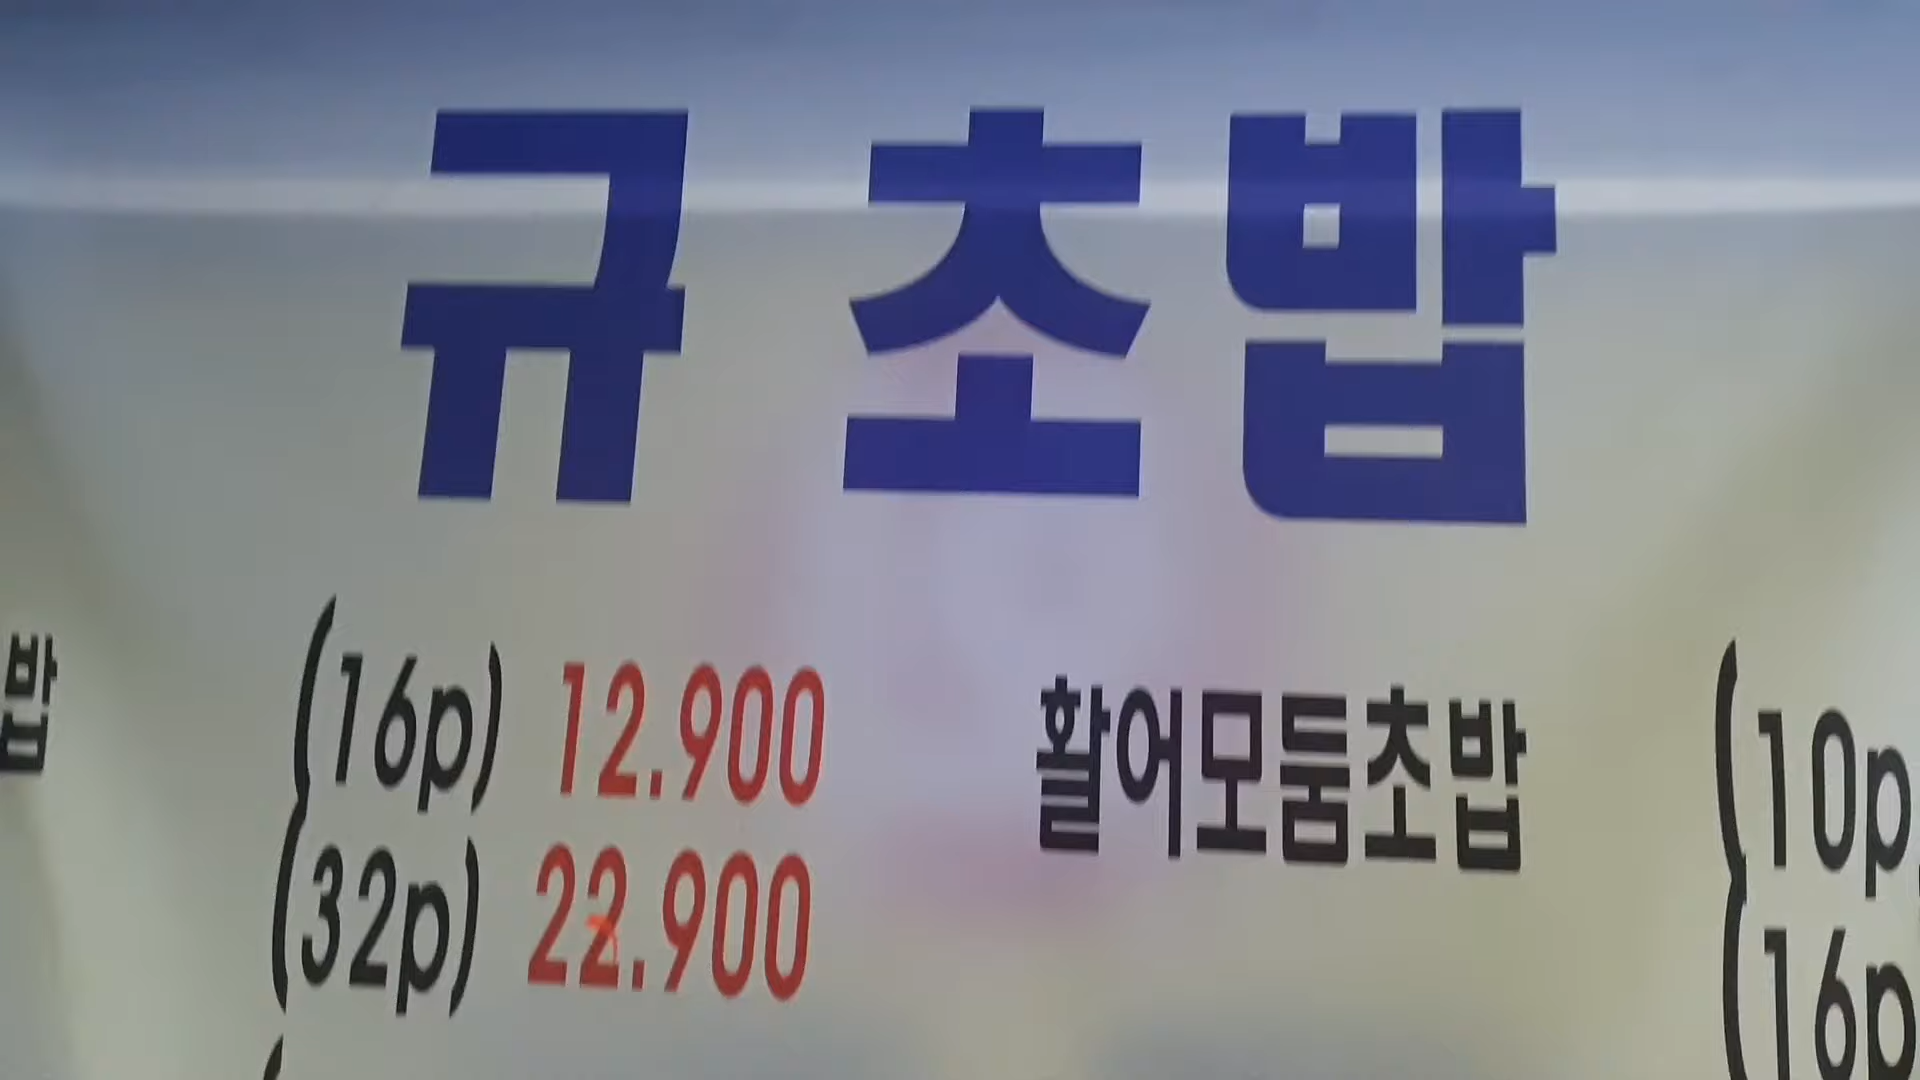 규 초밥
밥 (16p) 12.900 활어모둠초밥 (10p
(32p) 22.900 16p